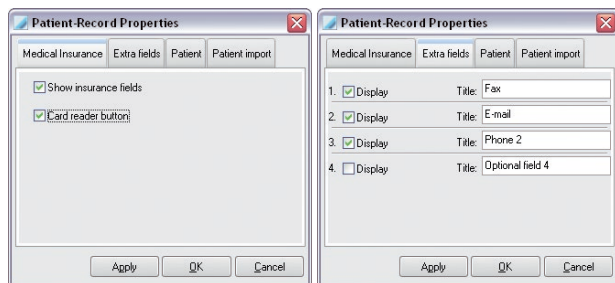 Patient-Record Properties
Medical Insurance Extra fields Patient Patient import
Show insurance fields
Card reader button
Apply OK Cancel
Patient-Record Properties
Medical Insurance Extra fields Patient Patient import
1. Display Title: Fax
2. Display Title: E-mail
3. Display Title: Phone 2
4. Display Title: Optional field 4
Apply OK Cancel